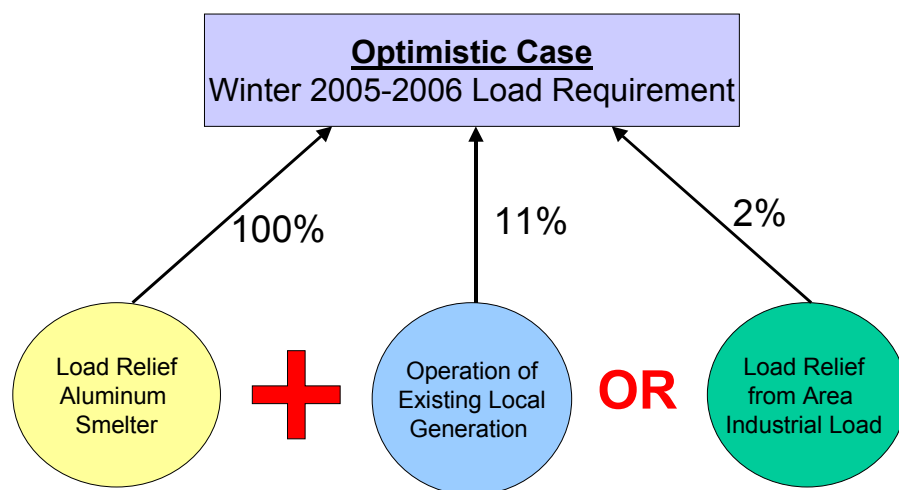 Optimistic Case
Winter 2005-2006 Load Requirement
100%
11%
2%
Load Relief
Aluminum
Smelter
Operation of
Existing Local
Generation
OR
Load Relief
from Area
Industrial Load